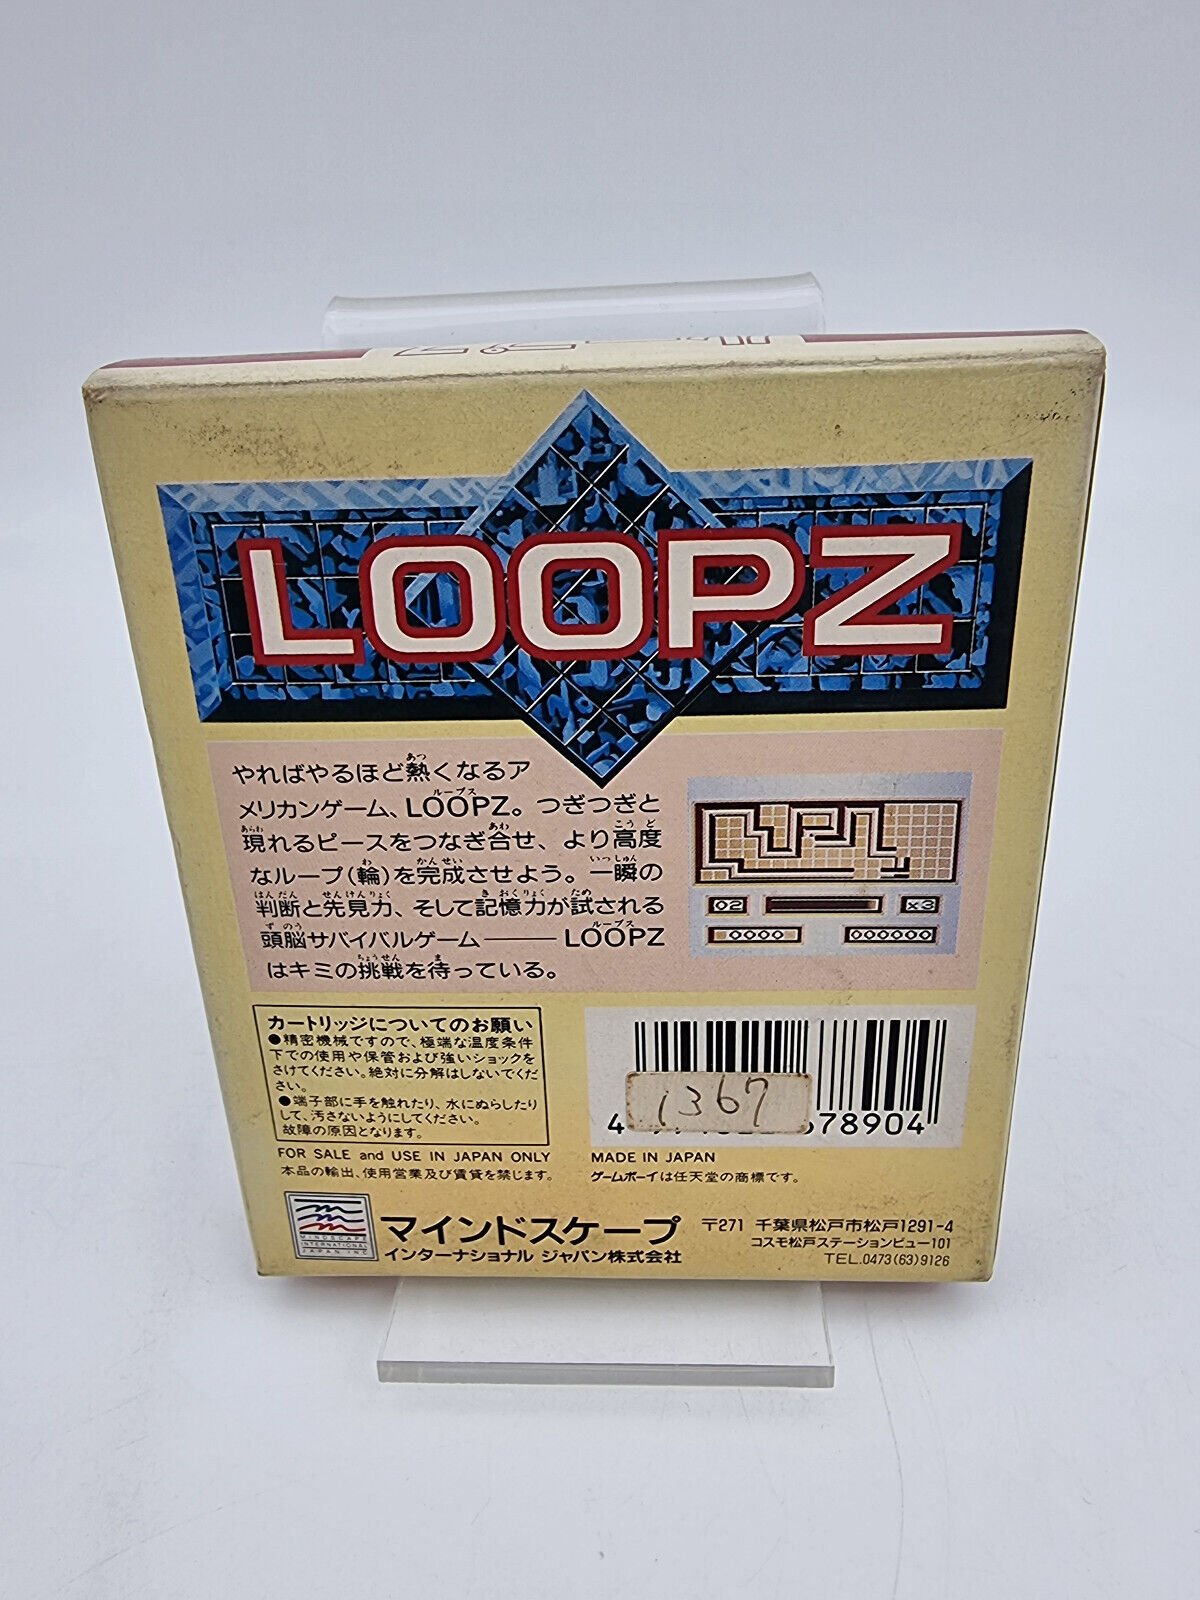 ループス
LOOPZ
やればやるほど熱くなるア
メリカンゲーム、LOOPZ。つぎつぎと
現れるピースをつなぎ合せ、より高度
なループ(輪)を完成させよう。一瞬の
判断と先見力、そして記憶力が試される
頭脳サバイバルゲーム——LOOPZ
はキミの挑戦を待っている。
02
x3
0000
000000
カートリッジについてのお願い
●精密機械ですので、極端な温度条件
下での使用や保管および強いショックを
さけてください。絶対に分解はしないでくだ
さい。
●端子部に手を触れたり、水にぬらしたり
して、汚さないようにしてください。
故障の原因となります。
1367
78904
FOR SALE and USE IN JAPAN ONLY
本品の輸出、使用営業及び賃貸を禁じます。
MADE IN JAPAN
ゲームボーイは任天堂の商標です。
MINDSCAPE
INTERNATIONAL
JAPAN INC
マインドスケープ
インターナショナル ジャパン株式会社
〒271 千葉県松戸市松戸1291-4
コスモ松戸ステーションビュー101
TEL.0473(63)9126